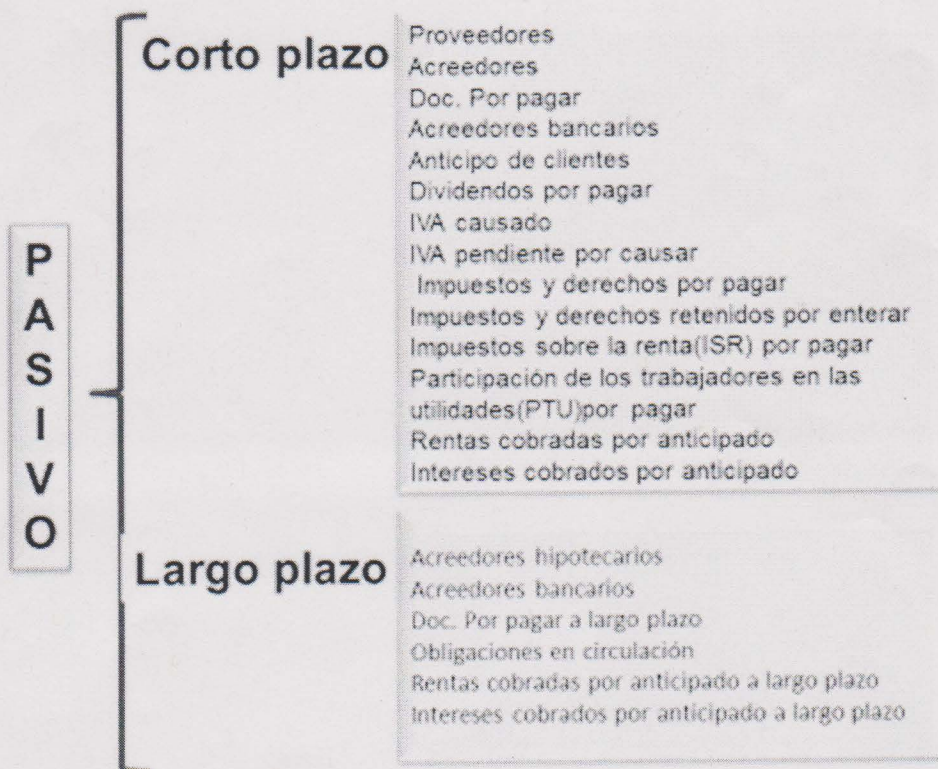 PASIVO
Corto plazo
Proveedores
Acreedores
Doc. Por pagar
Acreedores bancarios
Anticipo de clientes
Dividendos por pagar
IVA causado
IVA pendiente por causar
Impuestos y derechos por pagar
Impuestos y derechos retenidos por enterar
Impuestos sobre la renta(ISR) por pagar
Participación de los trabajadores en las
utilidades(PTU)por pagar
Rentas cobradas por anticipado
Intereses cobrados por anticipado
Largo plazo
Acreedores hipotecarios
Acreedores bancarios
Doc. Por pagar a largo plazo
Obligaciones en circulación
Rentas cobradas por anticipado a largo plazo
Intereses cobrados por anticipado a largo plazo